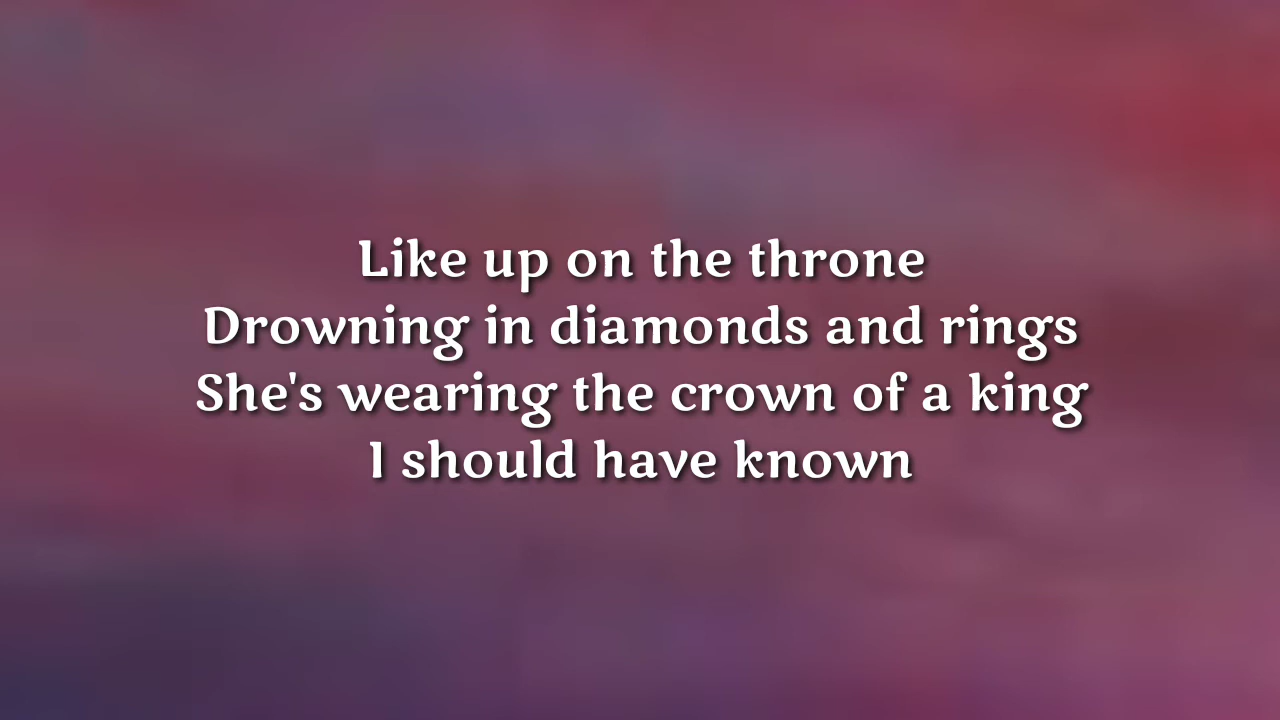 Like up on the throne
Drowning in diamonds and rings
She's wearing the crown of a king
I should have known